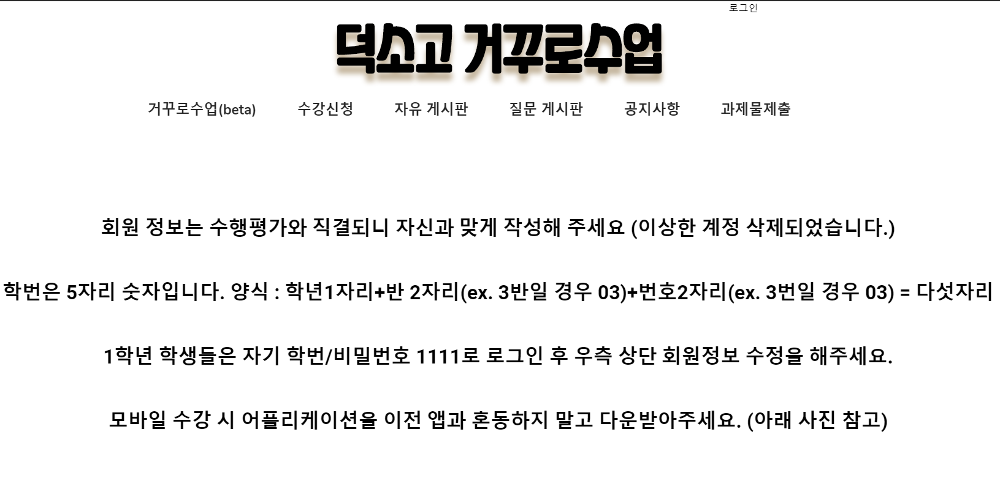 로그인
덕소고 거꾸로수업
거꾸로수업(beta) 수강신청 자유 게시판 질문 게시판 공지사항 과제물제출
회원 정보는 수행평가와 직결되니 자신과 맞게 작성해 주세요 (이상한 계정 삭제되었습니다.)
학번은 5자리 숫자입니다. 양식 : 학년1자리+반 2자리(ex. 3반일 경우 03)+번호2자리(ex. 3번일 경우 03) = 다섯자리
1학년 학생들은 자기 학번/비밀번호 1111로 로그인 후 우측 상단 회원정보 수정을 해주세요.
모바일 수강 시 어플리케이션을 이전 앱과 혼동하지 말고 다운받아주세요. (아래 사진 참고)